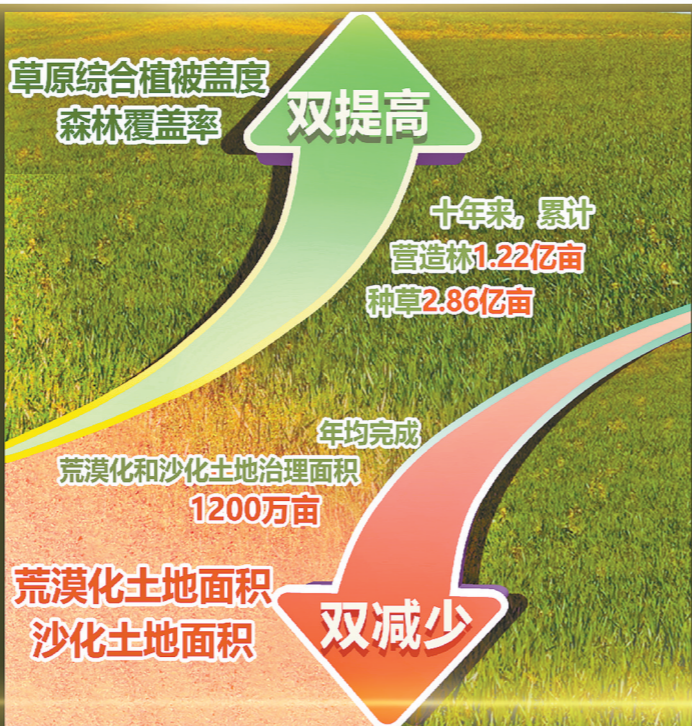 草原综合植被盖度
森林覆盖率
双提高
十年来，累计
营造林1.22亿亩
种草2.86亿亩
年均完成
荒漠化和沙化土地治理面积
1200万亩
荒漠化土地面积
沙化土地面积
双减少